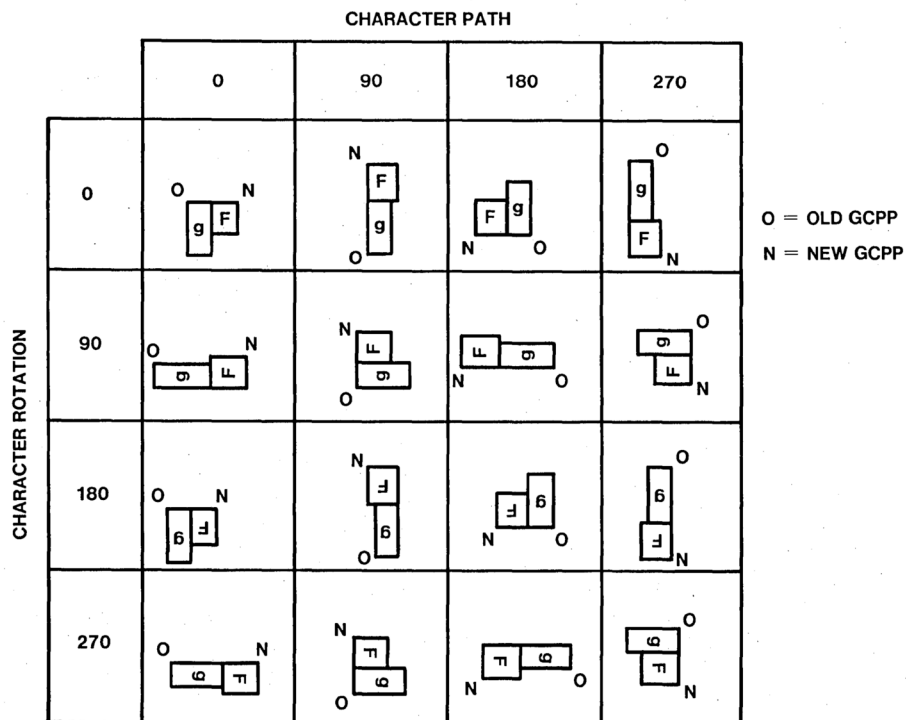 CHARACTER PATH
0 90 180 270
0
O N g F
N F g O
F g N O
O g F N
O = OLD GCPP
N = NEW GCPP
CHARACTER ROTATION
90
O N g F
N F g O
F g N O
O g F N
180
O N g F
N F g O
g F N O
O g F N
270
O N g F
N F g O
F g N O
O g F N